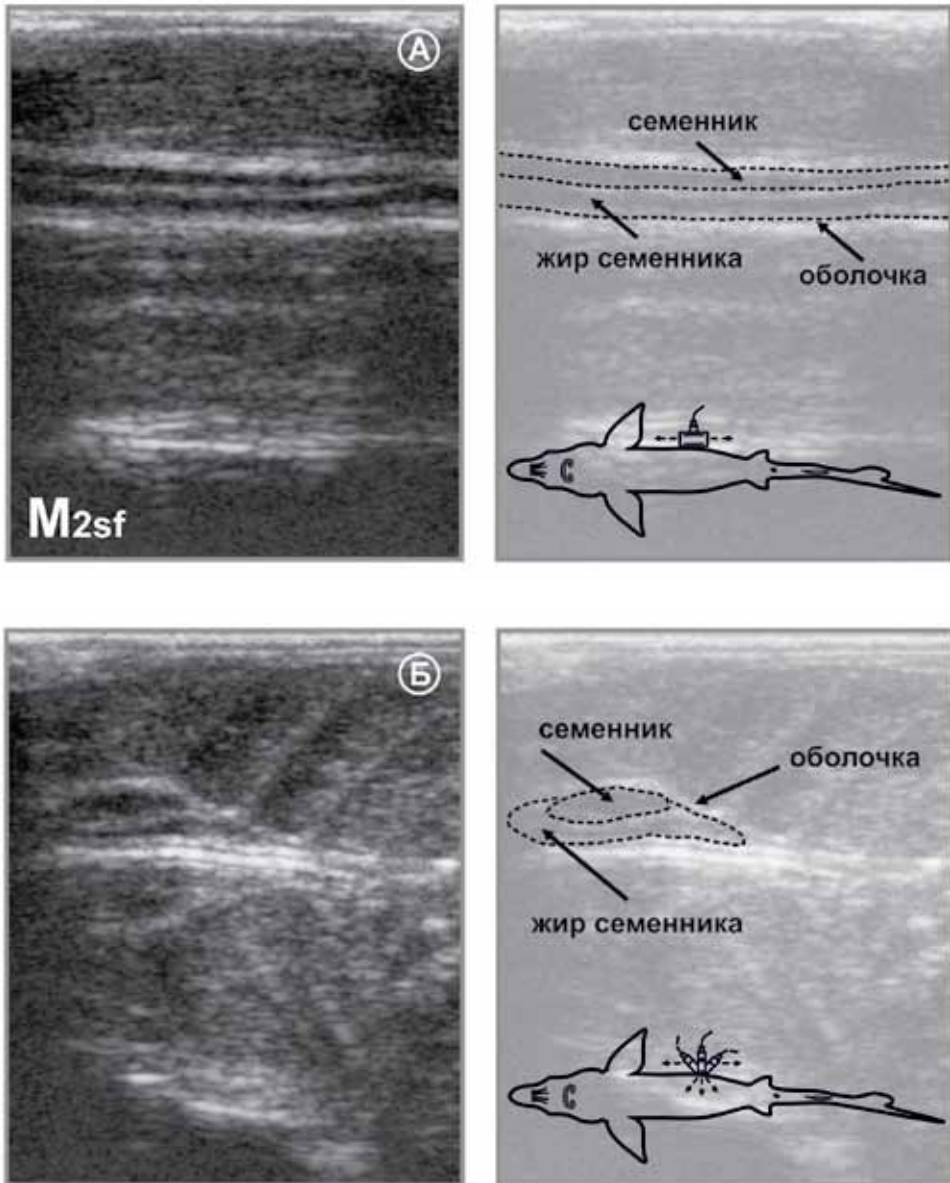 А
семенник
жир семенника
оболочка
M2sf
Б
семенник
оболочка
жир семенника